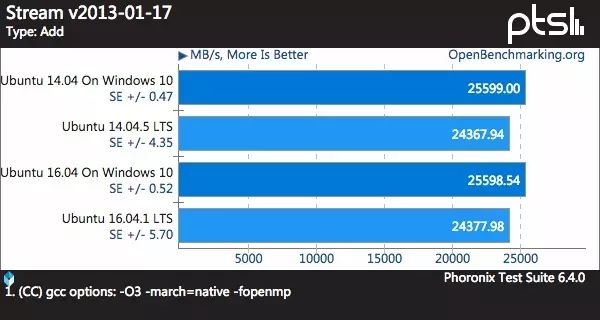 Stream v2013-01-17
Type: Add
ptsl
▶ MB/s, More Is Better
OpenBenchmarking.org
Ubuntu 14.04 On Windows 10
SE +/- 0.47
25599.00
Ubuntu 14.04.5 LTS
SE +/- 4.35
24367.94
Ubuntu 16.04 On Windows 10
SE +/- 0.52
25598.54
Ubuntu 16.04.1 LTS
SE +/- 5.70
24377.98
5000 10000 15000 20000 25000
Phoronix Test Suite 6.4.0
1. (CC) gcc options: -O3 -march=native -fopenmp